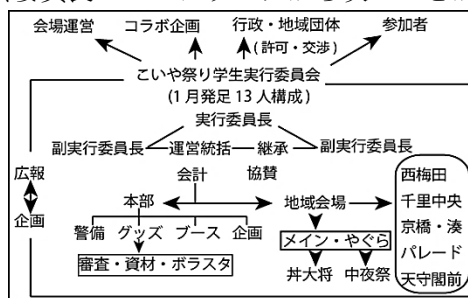 会場運営 コラボ企画 行政・地域団体 参加者
(許可・交渉)
こいや祭り学生実行委員会
(1月発足13人構成)
実行委員長
副実行委員長 運営統括 継承 副実行委員長
広報 会計 協賛 西梅田
本部 地域会場 千里中央
企画 警備 グッズ ブース 企画 メイン・やぐら 京橋・湊
審査・資材・ボラスタ 丼大将 中夜祭 パレード
天守閣前